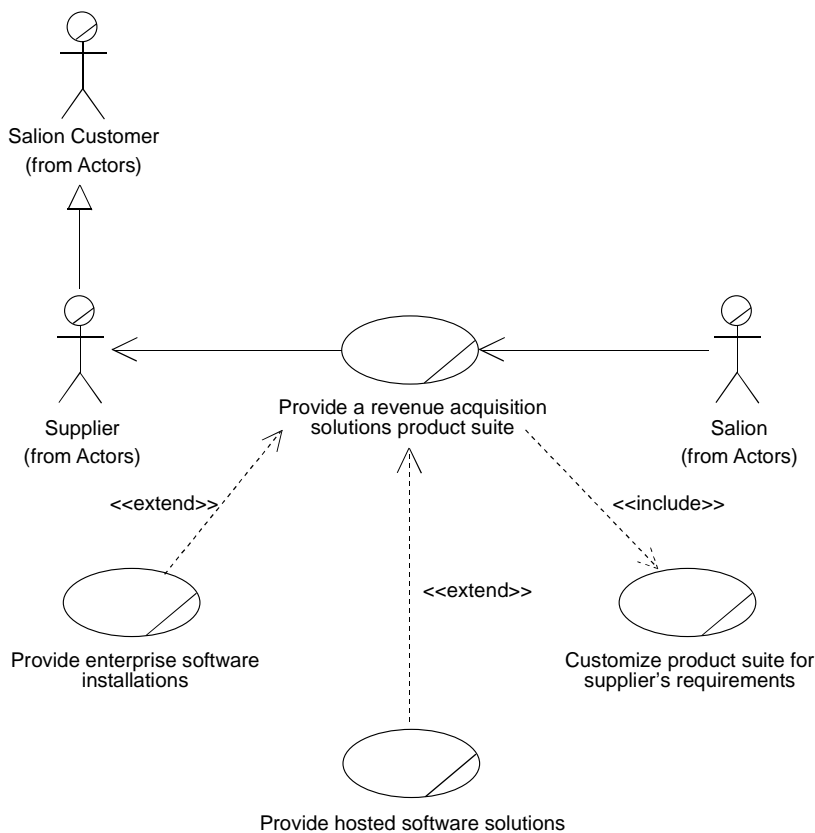 Salion Customer
(from Actors)
Provide a revenue acquisition
solutions product suite
Supplier
(from Actors)
Salion
(from Actors)
<<extend>>
<<include>>
<<extend>>
Provide enterprise software
installations
Customize product suite for
supplier's requirements
Provide hosted software solutions